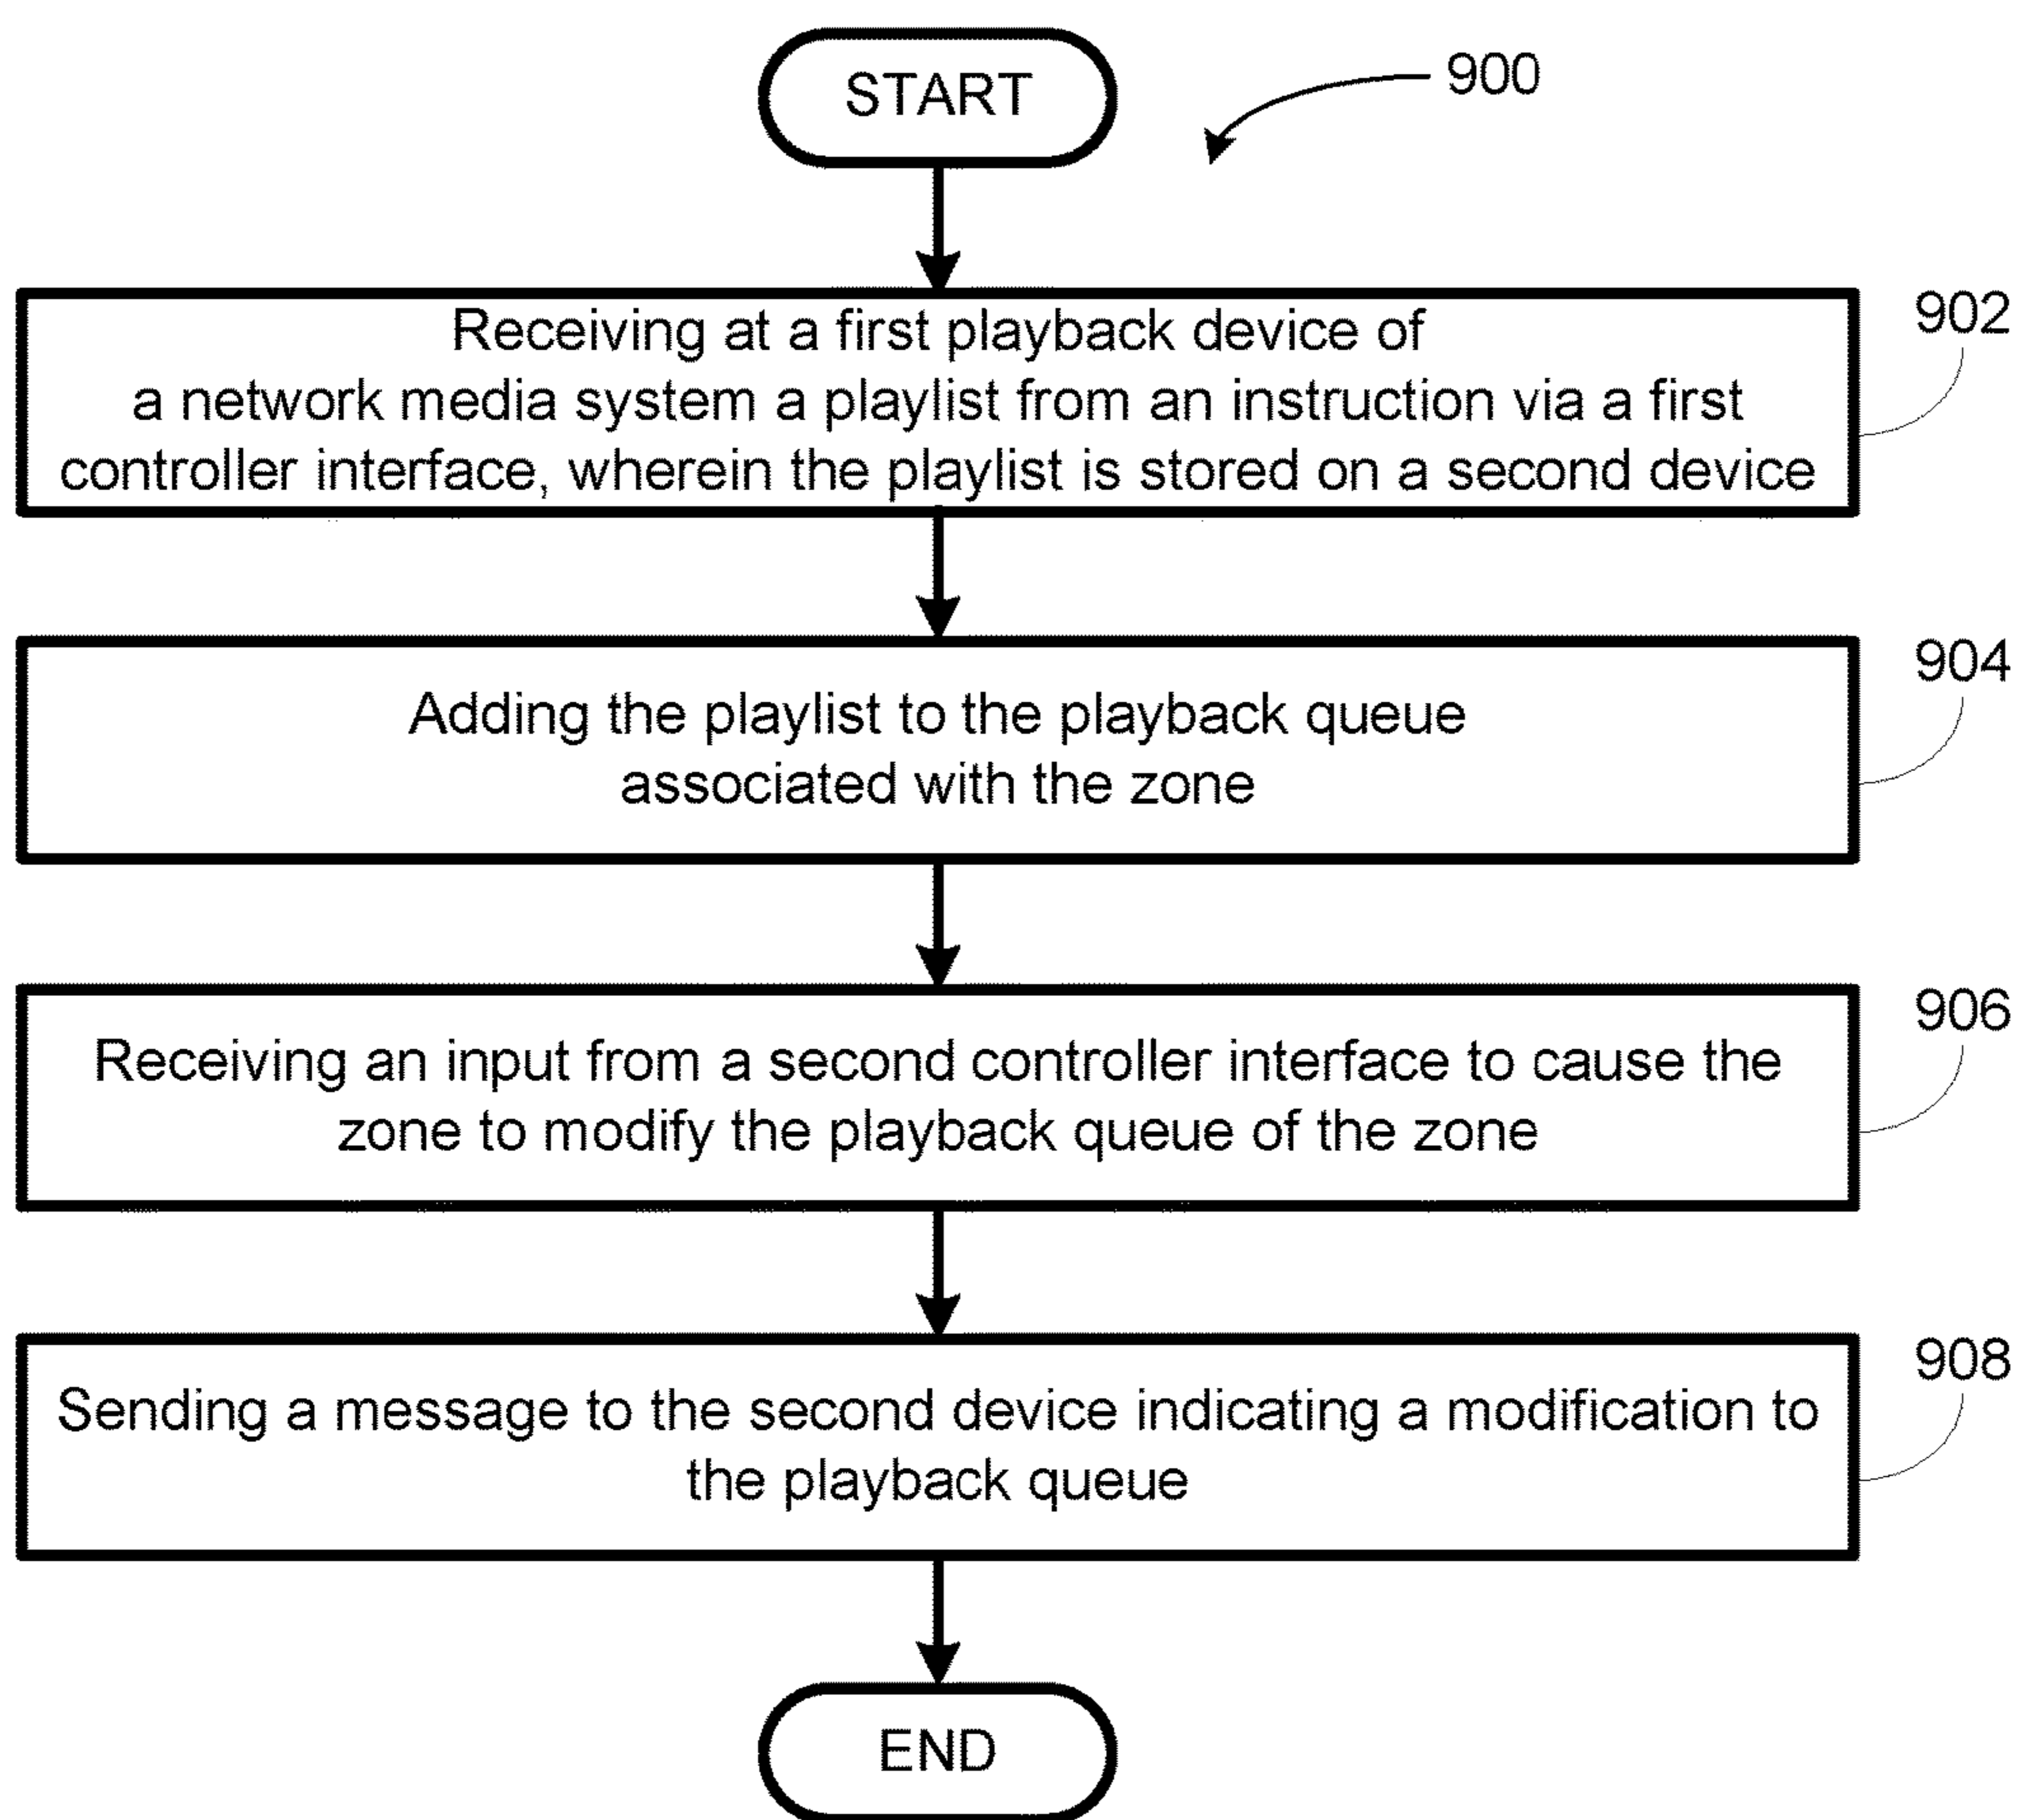 START
900
Receiving at a first playback device of
a network media system a playlist from an instruction via a first
controller interface, wherein the playlist is stored on a second device
902
Adding the playlist to the playback queue
associated with the zone
904
Receiving an input from a second controller interface to cause the
zone to modify the playback queue of the zone
906
Sending a message to the second device indicating a modification to
the playback queue
908
END